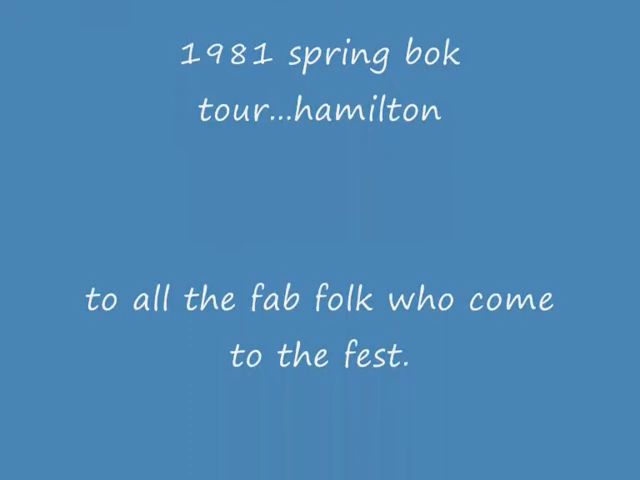 1981 spring bok
tour...hamilton
to all the fab folk who come
to the fest.